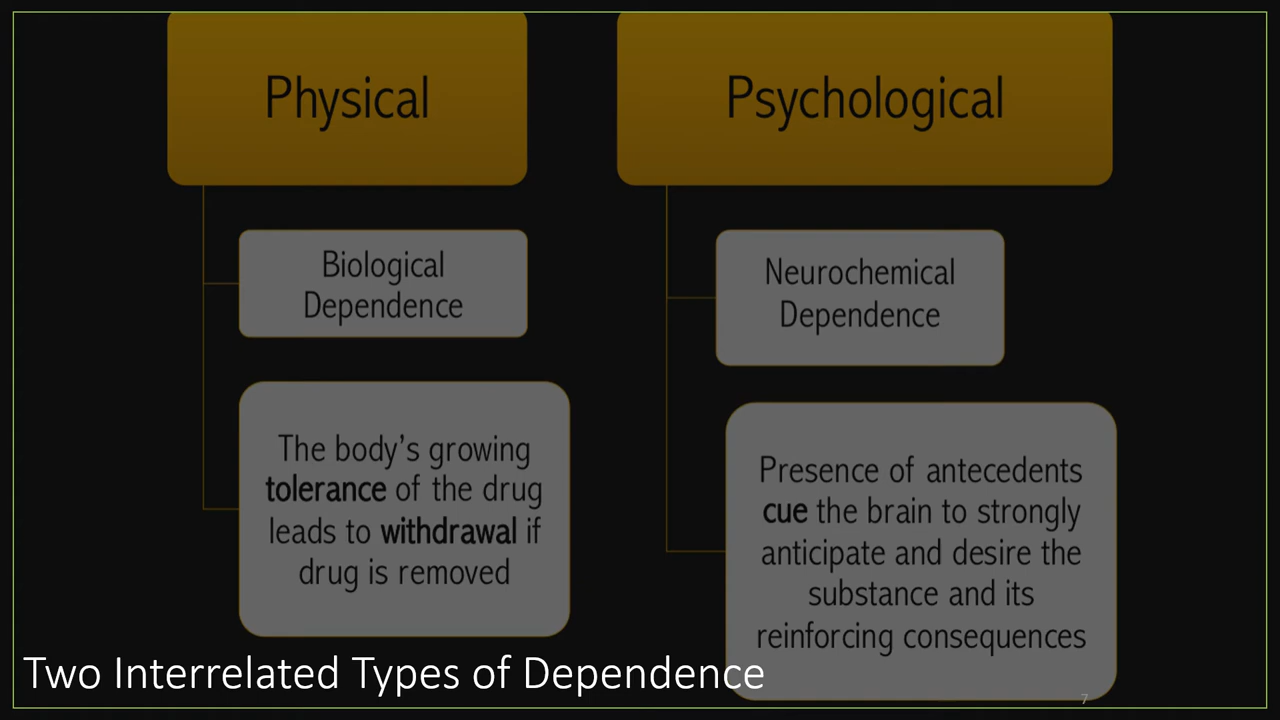 Physical
Biological
Dependence
The body’s growing
tolerance of the drug
leads to withdrawal if
drug is removed
Psychological
Neurochemical
Dependence
Presence of antecedents
cue the brain to strongly
anticipate and desire the
substance and its
reinforcing consequences
Two Interrelated Types of Dependence
7